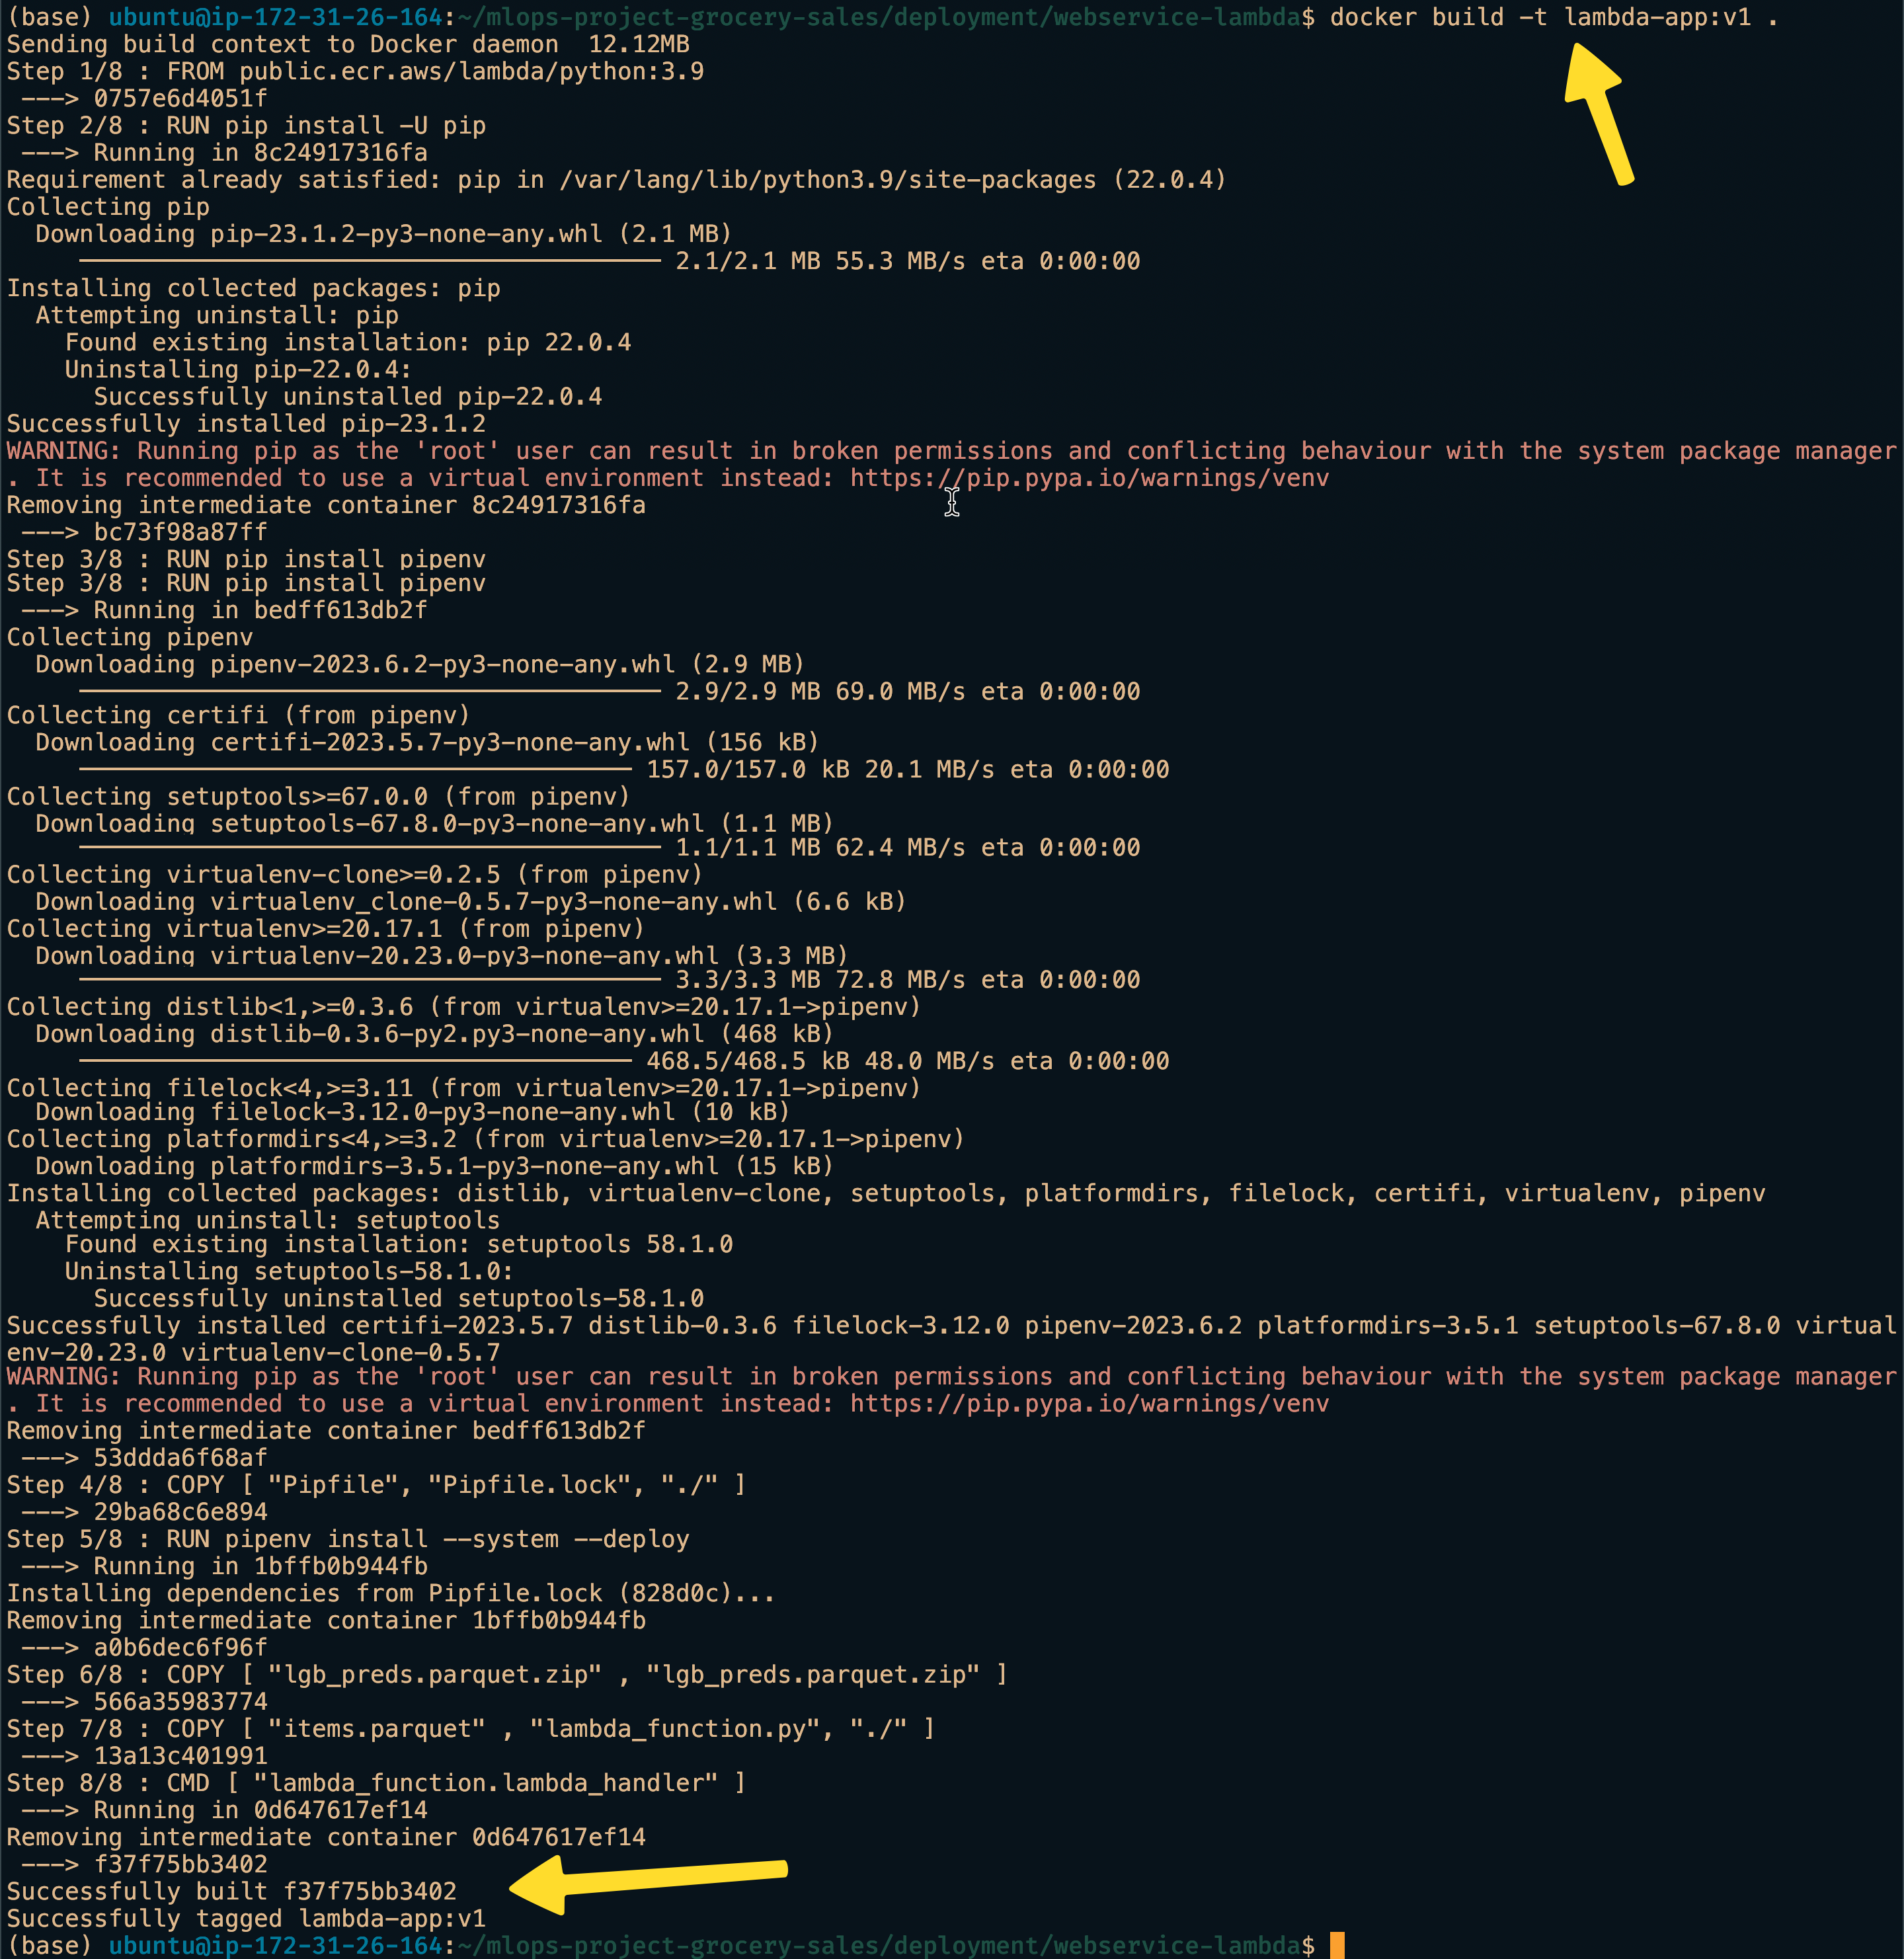 (base) ubuntu@ip-172-31-26-164:~/mlops-project-grocery-sales/deployment/webservice-lambda$ docker build -t lambda-app:v1 .
Sending build context to Docker daemon  12.12MB
Step 1/8 : FROM public.ecr.aws/lambda/python:3.9
 ---> 0757e6d4051f
Step 2/8 : RUN pip install -U pip
 ---> Running in 8c24917316fa
Requirement already satisfied: pip in /var/lang/lib/python3.9/site-packages (22.0.4)
Collecting pip
  Downloading pip-23.1.2-py3-none-any.whl (2.1 MB)
     ━━━━━━━━━━━━━━━━━━━━━━━━━━━━━━━━━━━━━━━━ 2.1/2.1 MB 55.3 MB/s eta 0:00:00
Installing collected packages: pip
  Attempting uninstall: pip
    Found existing installation: pip 22.0.4
    Uninstalling pip-22.0.4:
      Successfully uninstalled pip-22.0.4
Successfully installed pip-23.1.2
WARNING: Running pip as the 'root' user can result in broken permissions and conflicting behaviour with the system package manager
. It is recommended to use a virtual environment instead: https://pip.pypa.io/warnings/venv
Removing intermediate container 8c24917316fa
 ---> bc73f98a87ff
Step 3/8 : RUN pip install pipenv
Step 3/8 : RUN pip install pipenv
 ---> Running in bedff613db2f
Collecting pipenv
  Downloading pipenv-2023.6.2-py3-none-any.whl (2.9 MB)
     ━━━━━━━━━━━━━━━━━━━━━━━━━━━━━━━━━━━━━━━━ 2.9/2.9 MB 69.0 MB/s eta 0:00:00
Collecting certifi (from pipenv)
  Downloading certifi-2023.5.7-py3-none-any.whl (156 kB)
     ━━━━━━━━━━━━━━━━━━━━━━━━━━━━━━━━━━━━━━ 157.0/157.0 kB 20.1 MB/s eta 0:00:00
Collecting setuptools>=67.0.0 (from pipenv)
  Downloading setuptools-67.8.0-py3-none-any.whl (1.1 MB)
     ━━━━━━━━━━━━━━━━━━━━━━━━━━━━━━━━━━━━━━━━ 1.1/1.1 MB 62.4 MB/s eta 0:00:00
Collecting virtualenv-clone>=0.2.5 (from pipenv)
  Downloading virtualenv_clone-0.5.7-py3-none-any.whl (6.6 kB)
Collecting virtualenv>=20.17.1 (from pipenv)
  Downloading virtualenv-20.23.0-py3-none-any.whl (3.3 MB)
     ━━━━━━━━━━━━━━━━━━━━━━━━━━━━━━━━━━━━━━━━ 3.3/3.3 MB 72.8 MB/s eta 0:00:00
Collecting distlib<1,>=0.3.6 (from virtualenv>=20.17.1->pipenv)
  Downloading distlib-0.3.6-py2.py3-none-any.whl (468 kB)
     ━━━━━━━━━━━━━━━━━━━━━━━━━━━━━━━━━━━━━━ 468.5/468.5 kB 48.0 MB/s eta 0:00:00
Collecting filelock<4,>=3.11 (from virtualenv>=20.17.1->pipenv)
  Downloading filelock-3.12.0-py3-none-any.whl (10 kB)
Collecting platformdirs<4,>=3.2 (from virtualenv>=20.17.1->pipenv)
  Downloading platformdirs-3.5.1-py3-none-any.whl (15 kB)
Installing collected packages: distlib, virtualenv-clone, setuptools, platformdirs, filelock, certifi, virtualenv, pipenv
  Attempting uninstall: setuptools
    Found existing installation: setuptools 58.1.0
    Uninstalling setuptools-58.1.0:
      Successfully uninstalled setuptools-58.1.0
Successfully installed certifi-2023.5.7 distlib-0.3.6 filelock-3.12.0 pipenv-2023.6.2 platformdirs-3.5.1 setuptools-67.8.0 virtual
env-20.23.0 virtualenv-clone-0.5.7
WARNING: Running pip as the 'root' user can result in broken permissions and conflicting behaviour with the system package manager
. It is recommended to use a virtual environment instead: https://pip.pypa.io/warnings/venv
Removing intermediate container bedff613db2f
 ---> 53ddda6f68af
Step 4/8 : COPY [ "Pipfile", "Pipfile.lock", "./" ]
 ---> 29ba68c6e894
Step 5/8 : RUN pipenv install --system --deploy
 ---> Running in 1bffb0b944fb
Installing dependencies from Pipfile.lock (828d0c)...
Removing intermediate container 1bffb0b944fb
 ---> a0b6dec6f96f
Step 6/8 : COPY [ "lgb_preds.parquet.zip" , "lgb_preds.parquet.zip" ]
 ---> 566a35983774
Step 7/8 : COPY [ "items.parquet" , "lambda_function.py", "./" ]
 ---> 13a13c401991
Step 8/8 : CMD [ "lambda_function.lambda_handler" ]
 ---> Running in 0d647617ef14
Removing intermediate container 0d647617ef14
 ---> f37f75bb3402
Successfully built f37f75bb3402
Successfully tagged lambda-app:v1
(base) ubuntu@ip-172-31-26-164:~/mlops-project-grocery-sales/deployment/webservice-lambda$